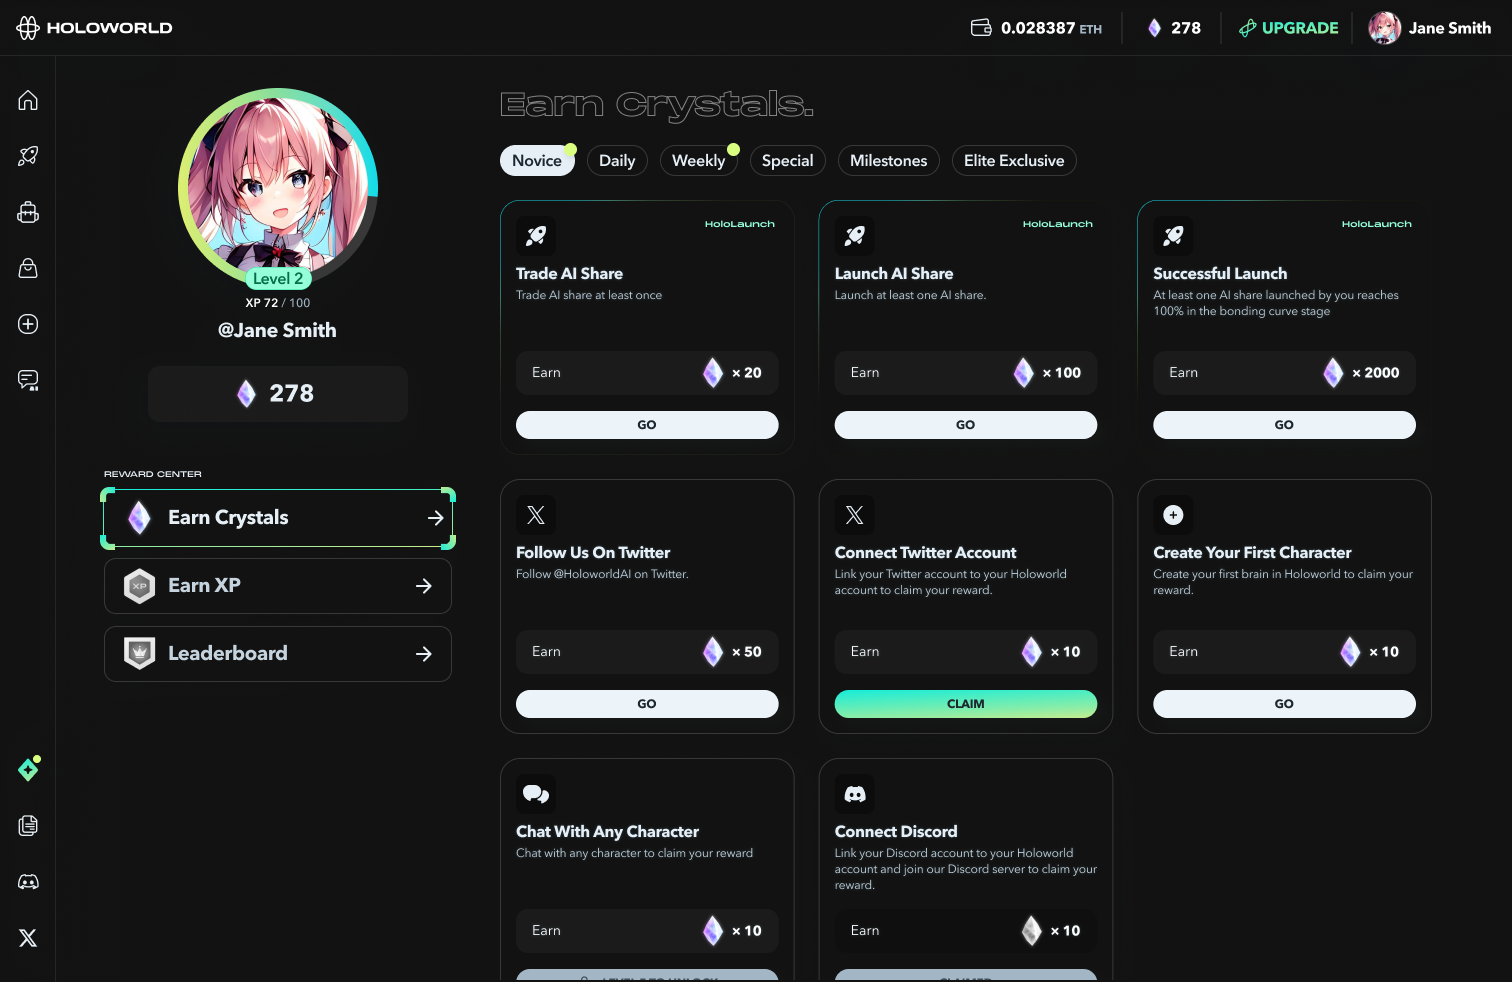 HOLOWORLD
0.028387 ETH
278
UPGRADE
Jane Smith
Level 2
XP 72 / 100
@Jane Smith
278
REWARD CENTER
Earn Crystals
XP
Earn XP
Leaderboard
Earn Crystals.
Novice
Daily
Weekly
Special
Milestones
Elite Exclusive
HoloLaunch
Trade AI Share
Trade AI share at least once
Earn
× 20
GO
HoloLaunch
Launch AI Share
Launch at least one AI share.
Earn
× 100
GO
HoloLaunch
Successful Launch
At least one AI share launched by you reaches
100% in the bonding curve stage
Earn
× 2000
GO
Follow Us On Twitter
Follow @HoloworldAI on Twitter.
Earn
× 50
GO
Connect Twitter Account
Link your Twitter account to your Holoworld
account to claim your reward.
Earn
× 10
CLAIM
Create Your First Character
Create your first brain in Holoworld to claim your
reward.
Earn
× 10
GO
Chat With Any Character
Chat with any character to claim your reward
Earn
× 10
Connect Discord
Link your Discord account to your Holoworld
account and join our Discord server to claim your
reward.
Earn
× 10